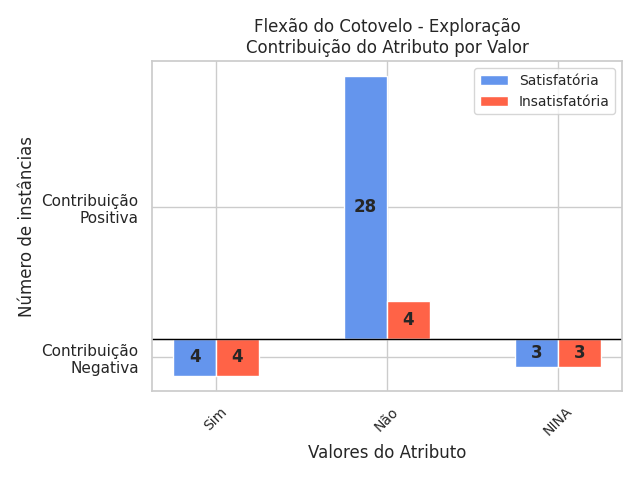 Flexão do Cotovelo - Exploração
Contribuição do Atributo por Valor
Satisfatória
Insatisfatória
Número de instâncias
Contribuição
Positiva
28
4
Contribuição
Negativa
4 4 3 3
Sim Não NINA
Valores do Atributo